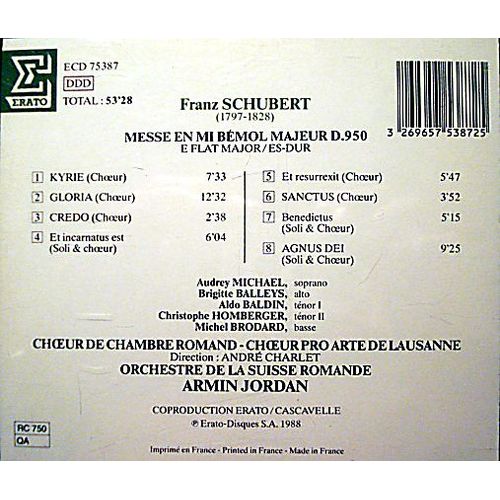 ERATO
ECD 75387
DDD
TOTAL : 53'28
Franz SCHUBERT
(1797-1828)
MESSE EN MI BÉMOL MAJEUR D.950
E FLAT MAJOR/ES-DUR
3 269657 538725
1 KYRIE (Chœur) 7'33
2 GLORIA (Chœur) 12'32
3 CREDO (Chœur) 2'38
4 Et incarnatus est 6'04
(Soli & chœur)
5 Et resurrexit (Chœur) 5'47
6 SANCTUS (Chœur) 3'52
7 Benedictus 5'15
(Soli & Chœur)
8 AGNUS DEI 9'25
(Soli & Chœur)
Audrey MICHAEL, soprano
Brigitte BALLEYS, alto
Aldo BALDIN, ténor I
Christophe HOMBERGER, ténor II
Michel BRODARD, basse
CHŒUR DE CHAMBRE ROMAND - CHŒUR PRO ARTE DE LAUSANNE
Direction : ANDRÉ CHARLET
ORCHESTRE DE LA SUISSE ROMANDE
ARMIN JORDAN
COPRODUCTION ERATO/CASCAVELLE
℗ Erato-Disques S.A. 1988
RC 750
QA
Imprimé en France - Printed in France - Made in France